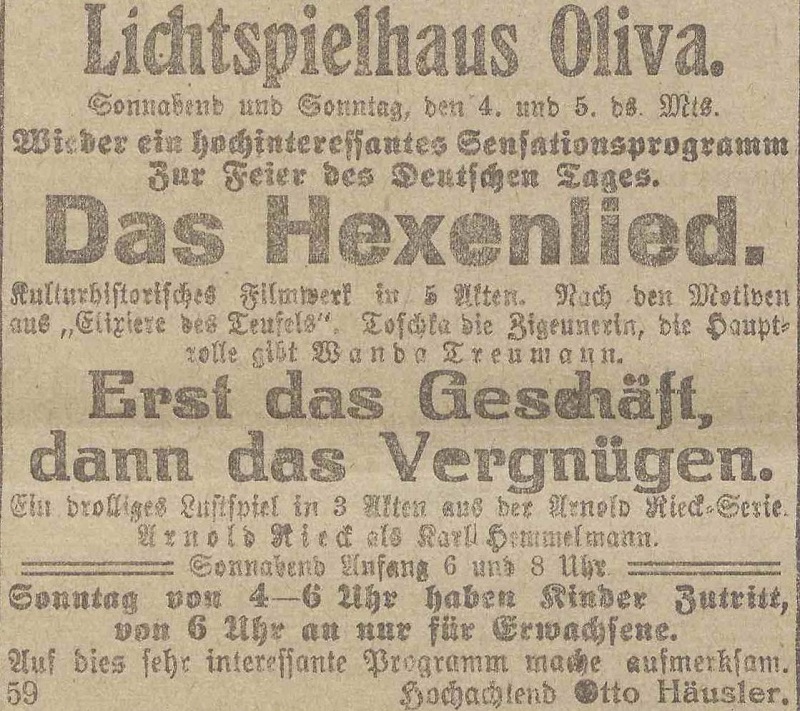 Lichtspielhaus Oliva.
Sonnabend und Sonntag, den 4. und 5. ds. Mts.
Wieder ein hochinteressantes Sensationsprogramm
Zur Feier des Deutschen Tages.
Das Hexenlied.
Kulturhistorisches Filmwerk in 5 Akten. Nach den Motiven
aus „Elixiere des Teufels“. Toschka die Zigeunerin, die Haupt-
rolle gibt Wanda Treumann.
Erst das Geschäft,
dann das Vergnügen.
Ein drolliges Lustspiel in 3 Akten aus der Arnold Rieck-Serie.
Arnold Rieck als Karl Hemmelmann.
Sonnabend Anfang 6 und 8 Uhr
Sonntag von 4—6 Uhr haben Kinder Zutritt,
von 6 Uhr an nur für Erwachsene.
Auf dies sehr interessante Programm mache aufmerksam.
59 Hochachtend Otto Häusler.